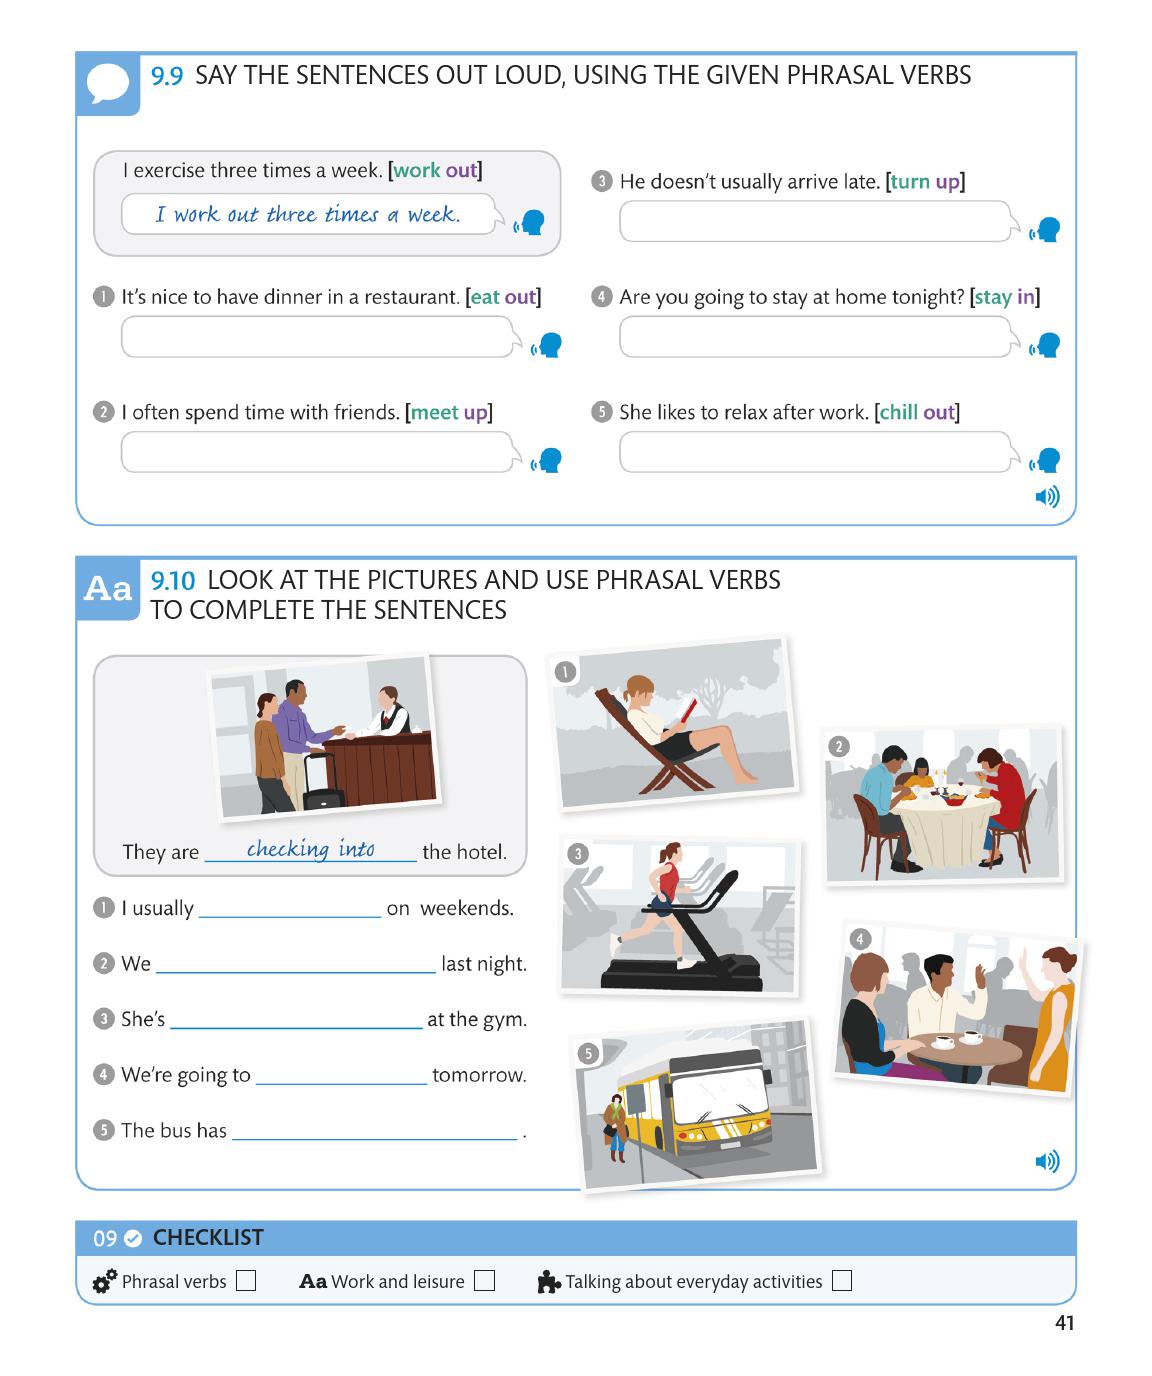 9.9 SAY THE SENTENCES OUT LOUD, USING THE GIVEN PHRASAL VERBS
I exercise three times a week. [work out]
I work out three times a week.
1 It's nice to have dinner in a restaurant. [eat out]
2 I often spend time with friends. [meet up]
3 He doesn't usually arrive late. [turn up]
4 Are you going to stay at home tonight? [stay in]
5 She likes to relax after work. [chill out]
Aa 9.10 LOOK AT THE PICTURES AND USE PHRASAL VERBS
TO COMPLETE THE SENTENCES
They are checking into the hotel.
1 I usually on weekends.
2 We last night.
3 She's at the gym.
4 We're going to tomorrow.
5 The bus has .
1
2
3
4
5
09 CHECKLIST
Phrasal verbs Aa Work and leisure Talking about everyday activities
41